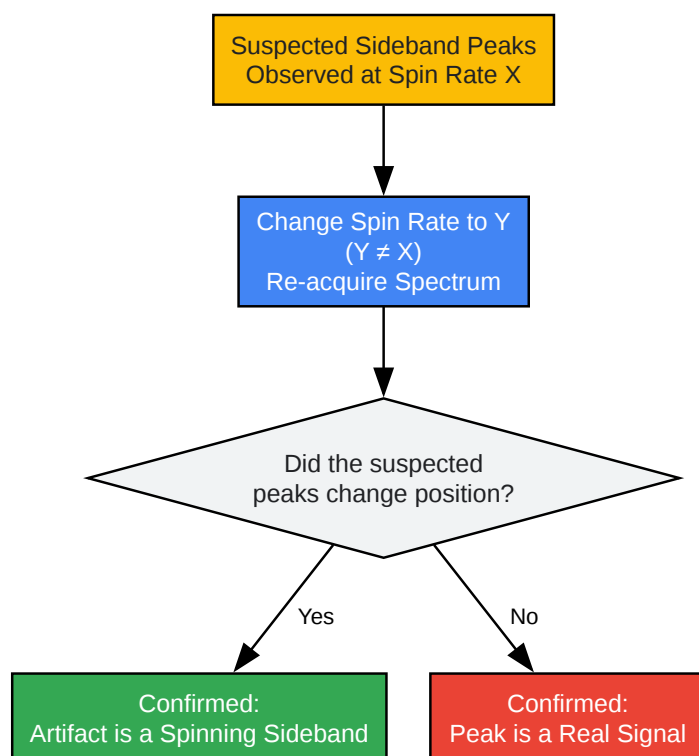 Suspected Sideband Peaks
Observed at Spin Rate X
Change Spin Rate to Y
(Y ≠ X)
Re-acquire Spectrum
Did the suspected
peaks change position?
Yes
No
Confirmed:
Artifact is a Spinning Sideband
Confirmed:
Peak is a Real Signal